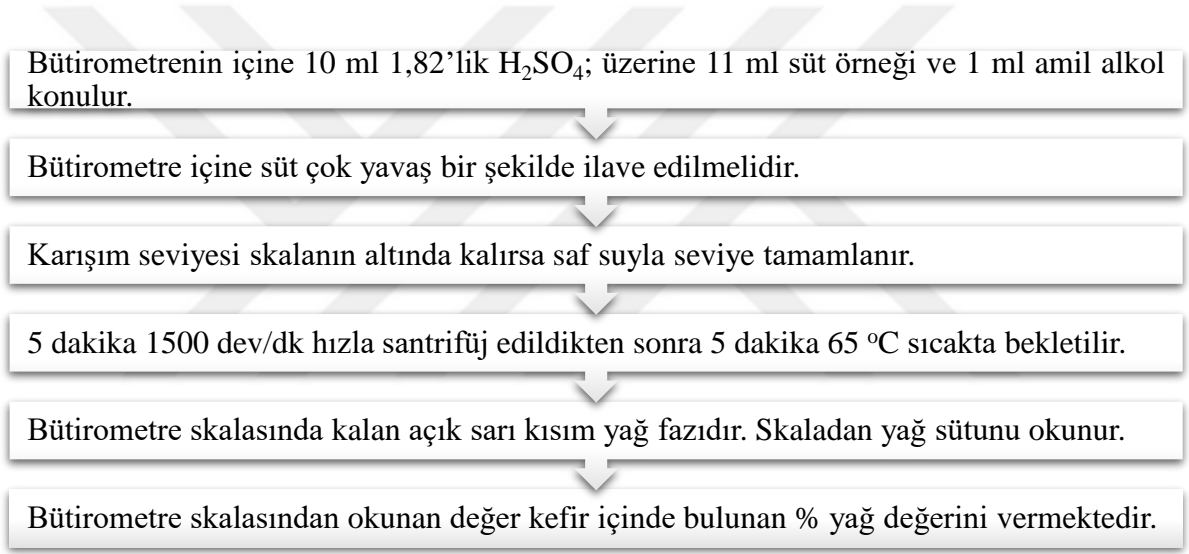 Bütirometrenin içine 10 ml 1,82’lik H₂SO₄; üzerine 11 ml süt örneği ve 1 ml amil alkol
konulur.
Bütirometre içine süt çok yavaş bir şekilde ilave edilmelidir.
Karışım seviyesi skalanın altında kalırsa saf suyla seviye tamamlanır.
5 dakika 1500 dev/dk hızla santrifüj edildikten sonra 5 dakika 65 ᵒC sıcakta bekletilir.
Bütirometre skalasında kalan açık sarı kısım yağ fazıdır. Skaladan yağ sütunu okunur.
Bütirometre skalasından okunan değer kefir içinde bulunan % yağ değerini vermektedir.